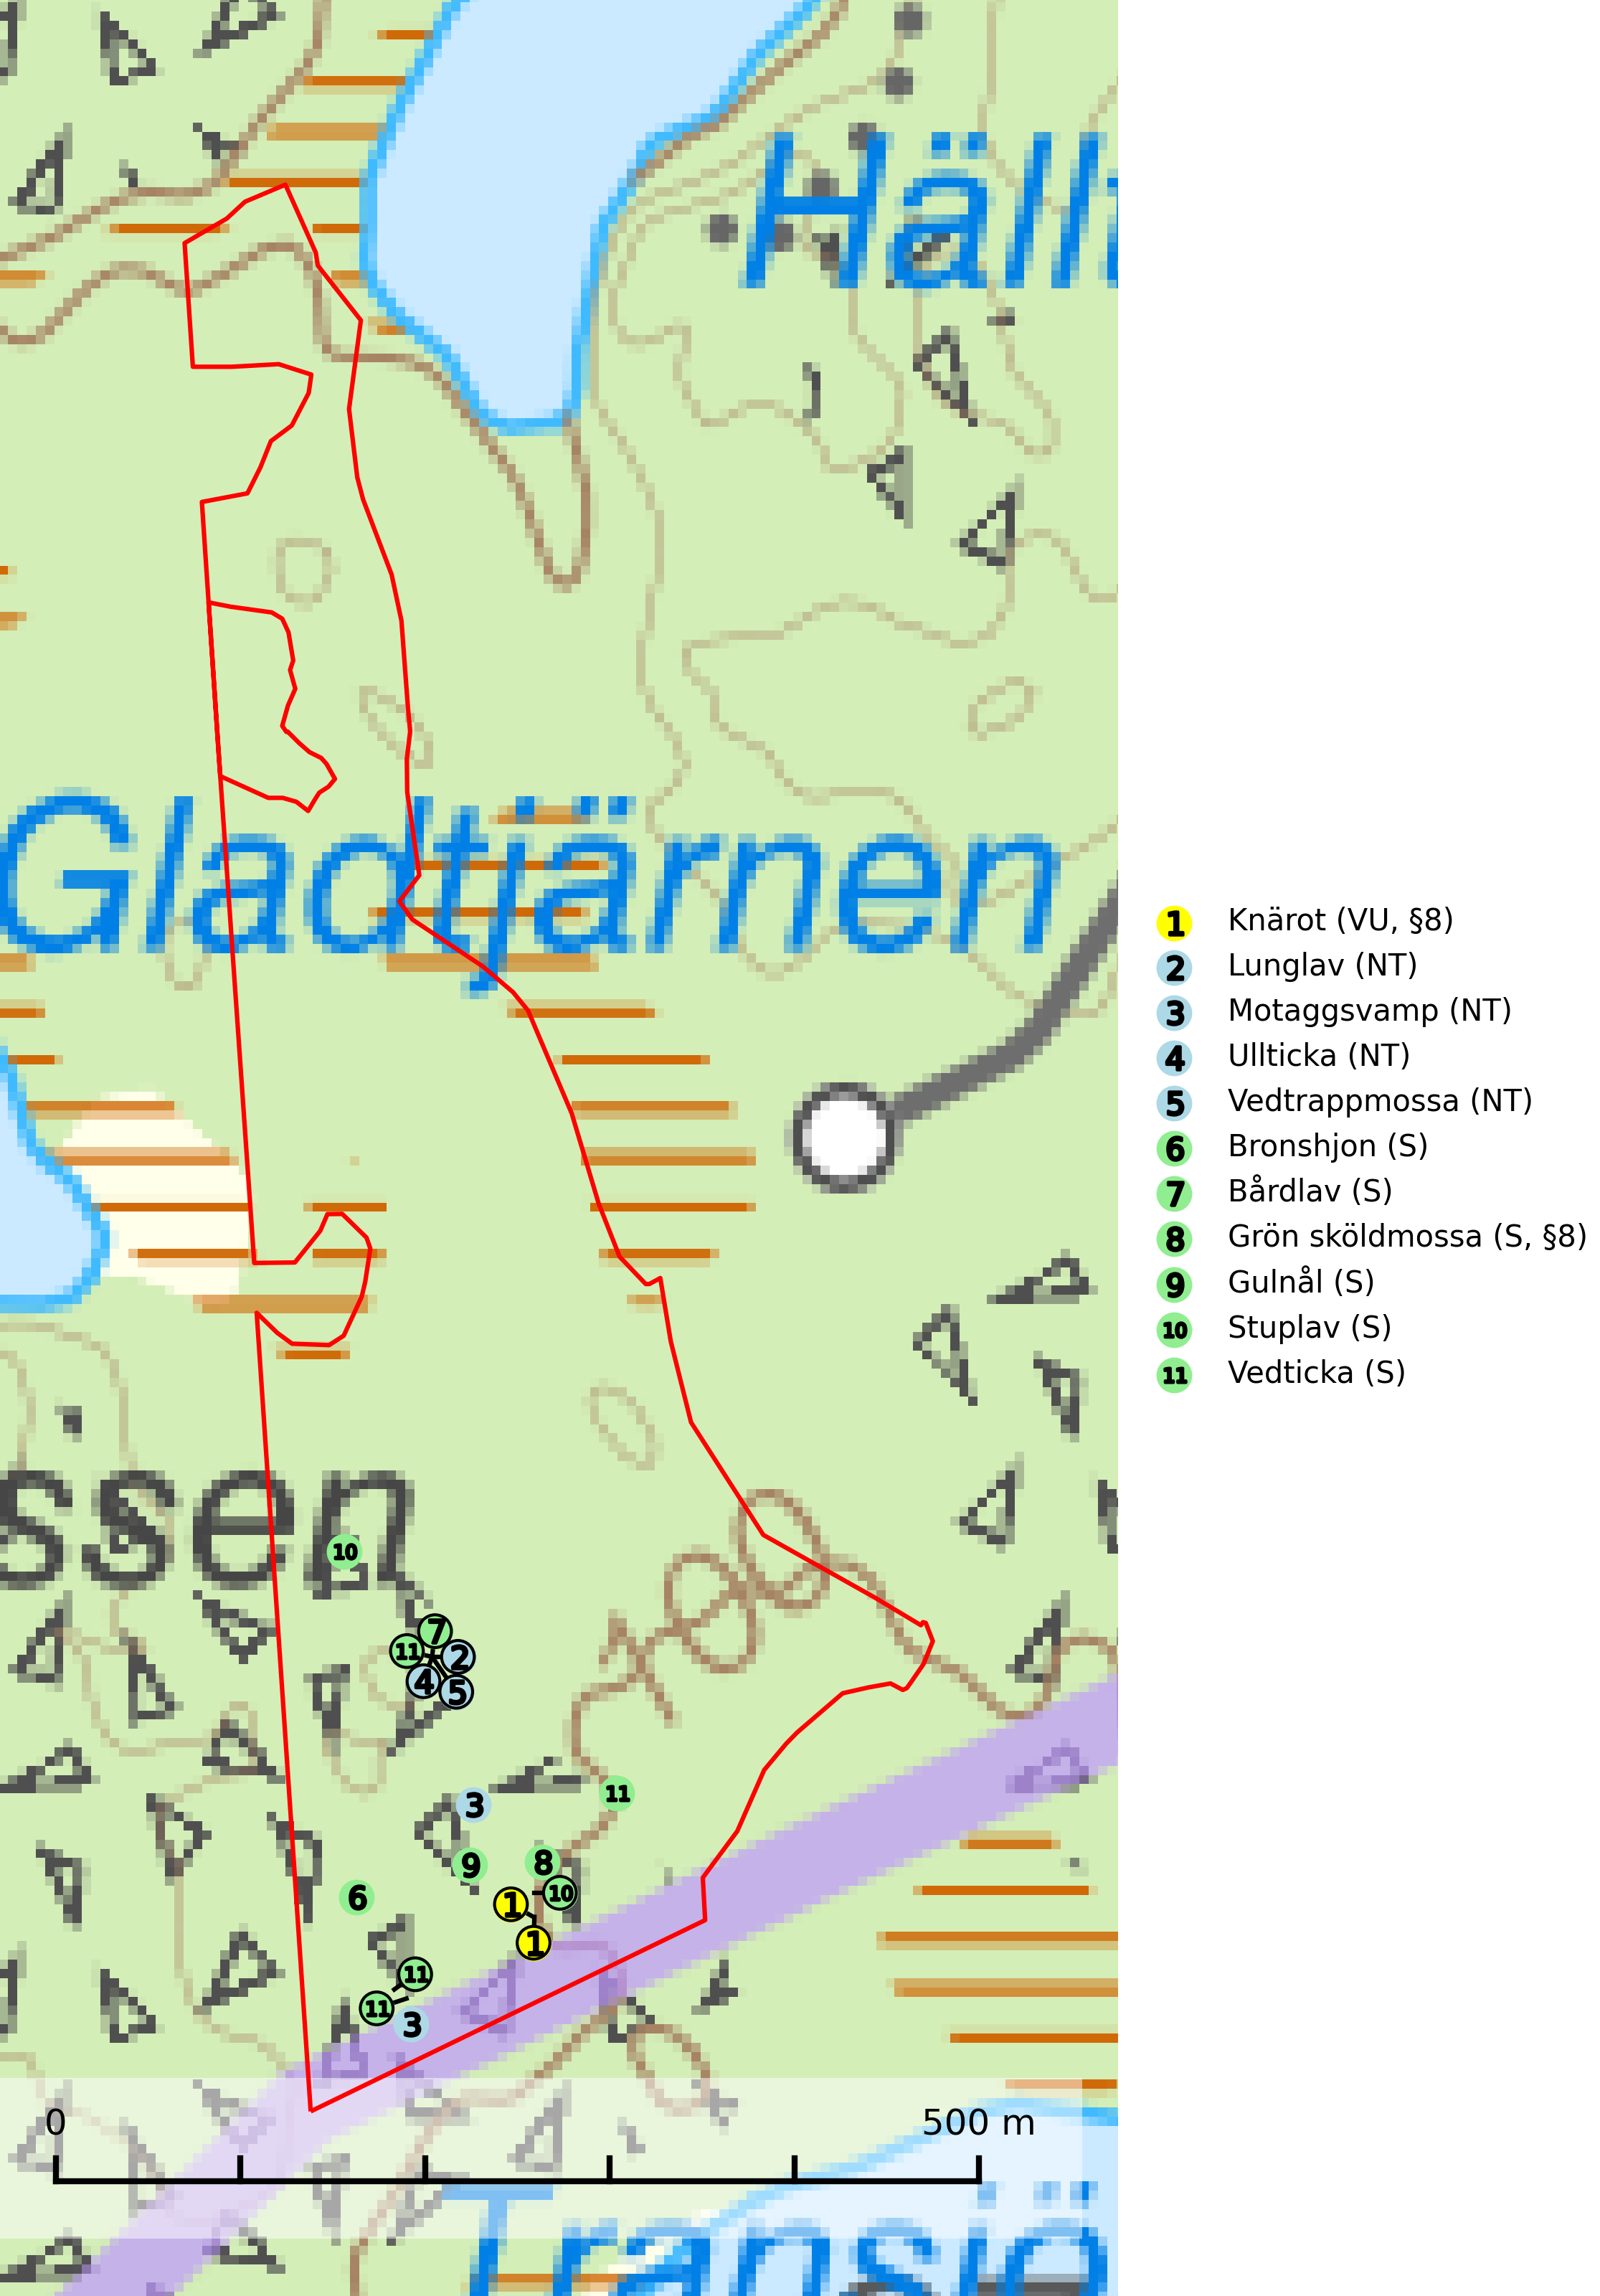 Häll
Gladtjärnen
ssen
10
7
11
2
4
5
3
11
9
8
6
1
10
1
11
11
3
0
500 m
Transje
1 Knärot (VU, §8)
2 Lunglav (NT)
3 Motaggsvamp (NT)
4 Ullticka (NT)
5 Vedtrappmossa (NT)
6 Bronshjon (S)
7 Bårdlav (S)
8 Grön sköldmossa (S, §8)
9 Gulnål (S)
10 Stuplav (S)
11 Vedticka (S)